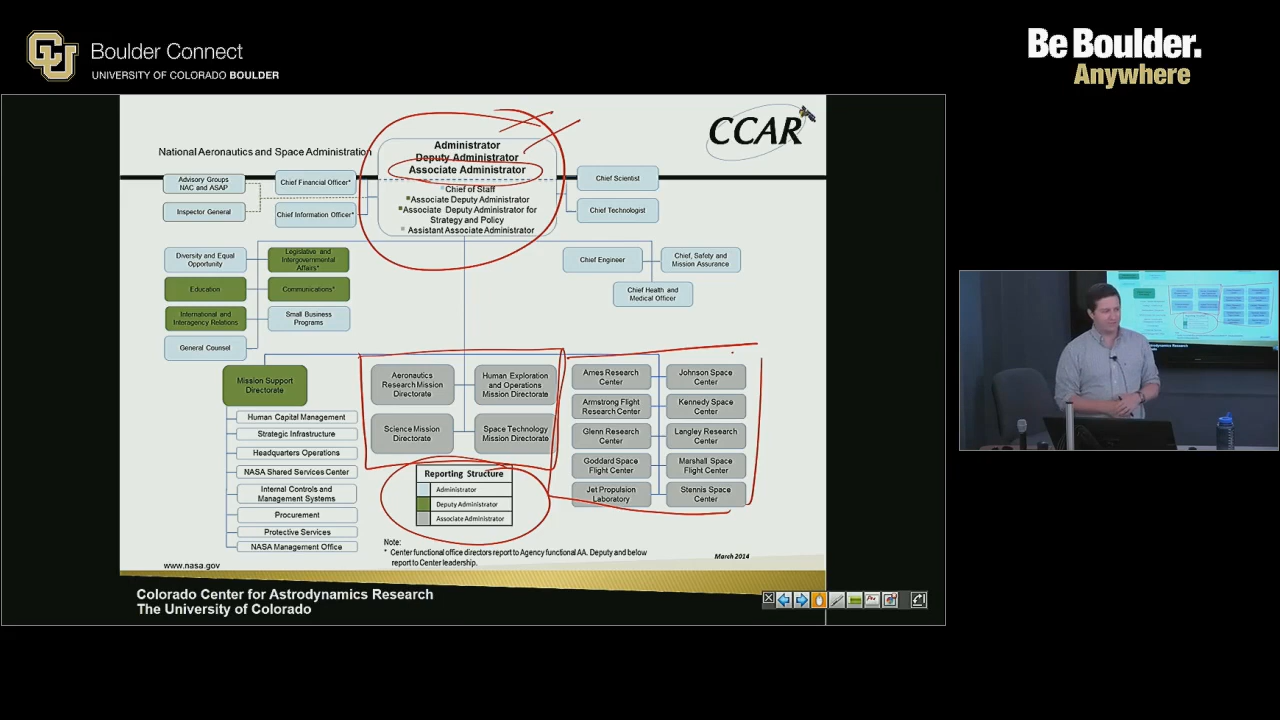 CU
Boulder Connect
UNIVERSITY OF COLORADO BOULDER
Be Boulder.
Anywhere
National Aeronautics and Space Administration
CCAR
Administrator
Deputy Administrator
Associate Administrator
Chief of Staff
Associate Deputy Administrator
Associate Deputy Administrator for
Strategy and Policy
Assistant Associate Administrator
Advisory Groups
NAC and ASAP
Chief Financial Officer*
Inspector General
Chief Information Officer*
Chief Scientist
Chief Technologist
Diversity and Equal
Opportunity
Legislative and
Intergovernmental
Affairs*
Education
Communications*
International and
Interagency Relations
Small Business
Programs
General Counsel
Chief Engineer
Chief, Safety and
Mission Assurance
Chief Health and
Medical Officer
Mission Support
Directorate
Human Capital Management
Strategic Infrastructure
Headquarters Operations
NASA Shared Services Center
Internal Controls and
Management Systems
Procurement
Protective Services
NASA Management Office
Aeronautics
Research Mission
Directorate
Human Exploration
and Operations
Mission Directorate
Science Mission
Directorate
Space Technology
Mission Directorate
Ames Research
Center
Johnson Space
Center
Armstrong Flight
Research Center
Kennedy Space
Center
Glenn Research
Center
Langley Research
Center
Goddard Space
Flight Center
Marshall Space
Flight Center
Jet Propulsion
Laboratory
Stennis Space
Center
Reporting Structure
Administrator
Deputy Administrator
Associate Administrator
Note:
* Center functional office directors report to Agency functional AA. Deputy and below
report to Center leadership.
www.nasa.gov
March 2014
Colorado Center for Astrodynamics Research
The University of Colorado